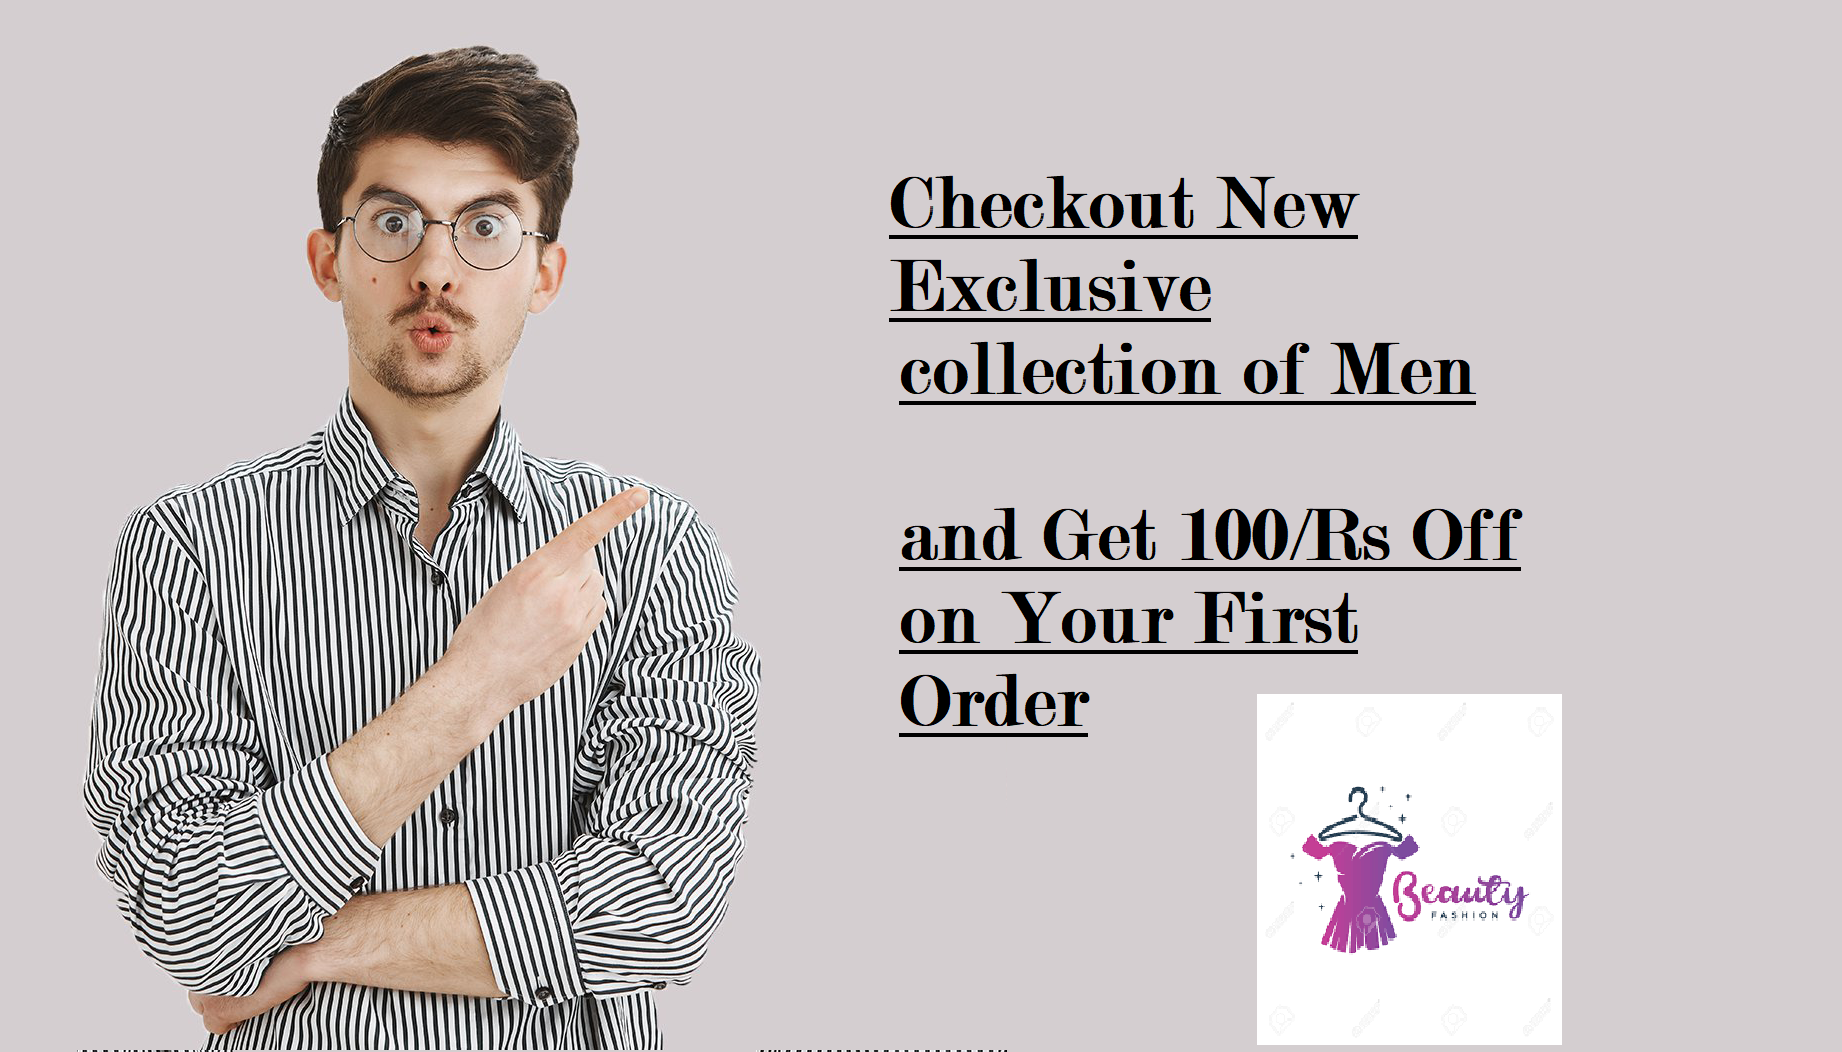 Checkout New
Exclusive
collection of Men
and Get 100/Rs Off
on Your First
Order
Beauty
FASHION